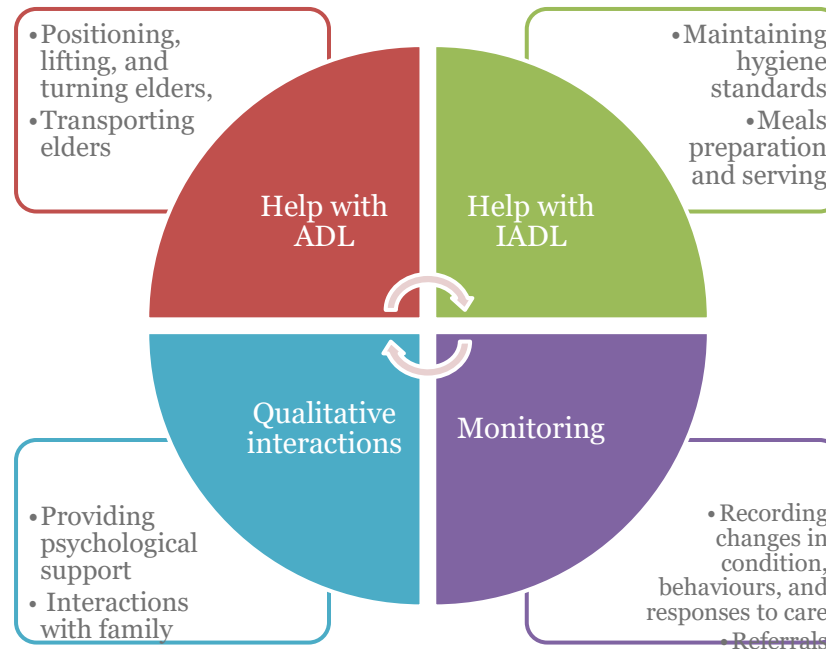 •Positioning,
lifting, and
turning elders,
•Transporting
elders
•Maintaining
hygiene
standards
•Meals
preparation
and serving
Help with
ADL
Help with
IADL
Qualitative
interactions
Monitoring
•Providing
psychological
support
• Interactions
with family
•Recording
changes in
condition,
behaviours, and
responses to care
•Referrals